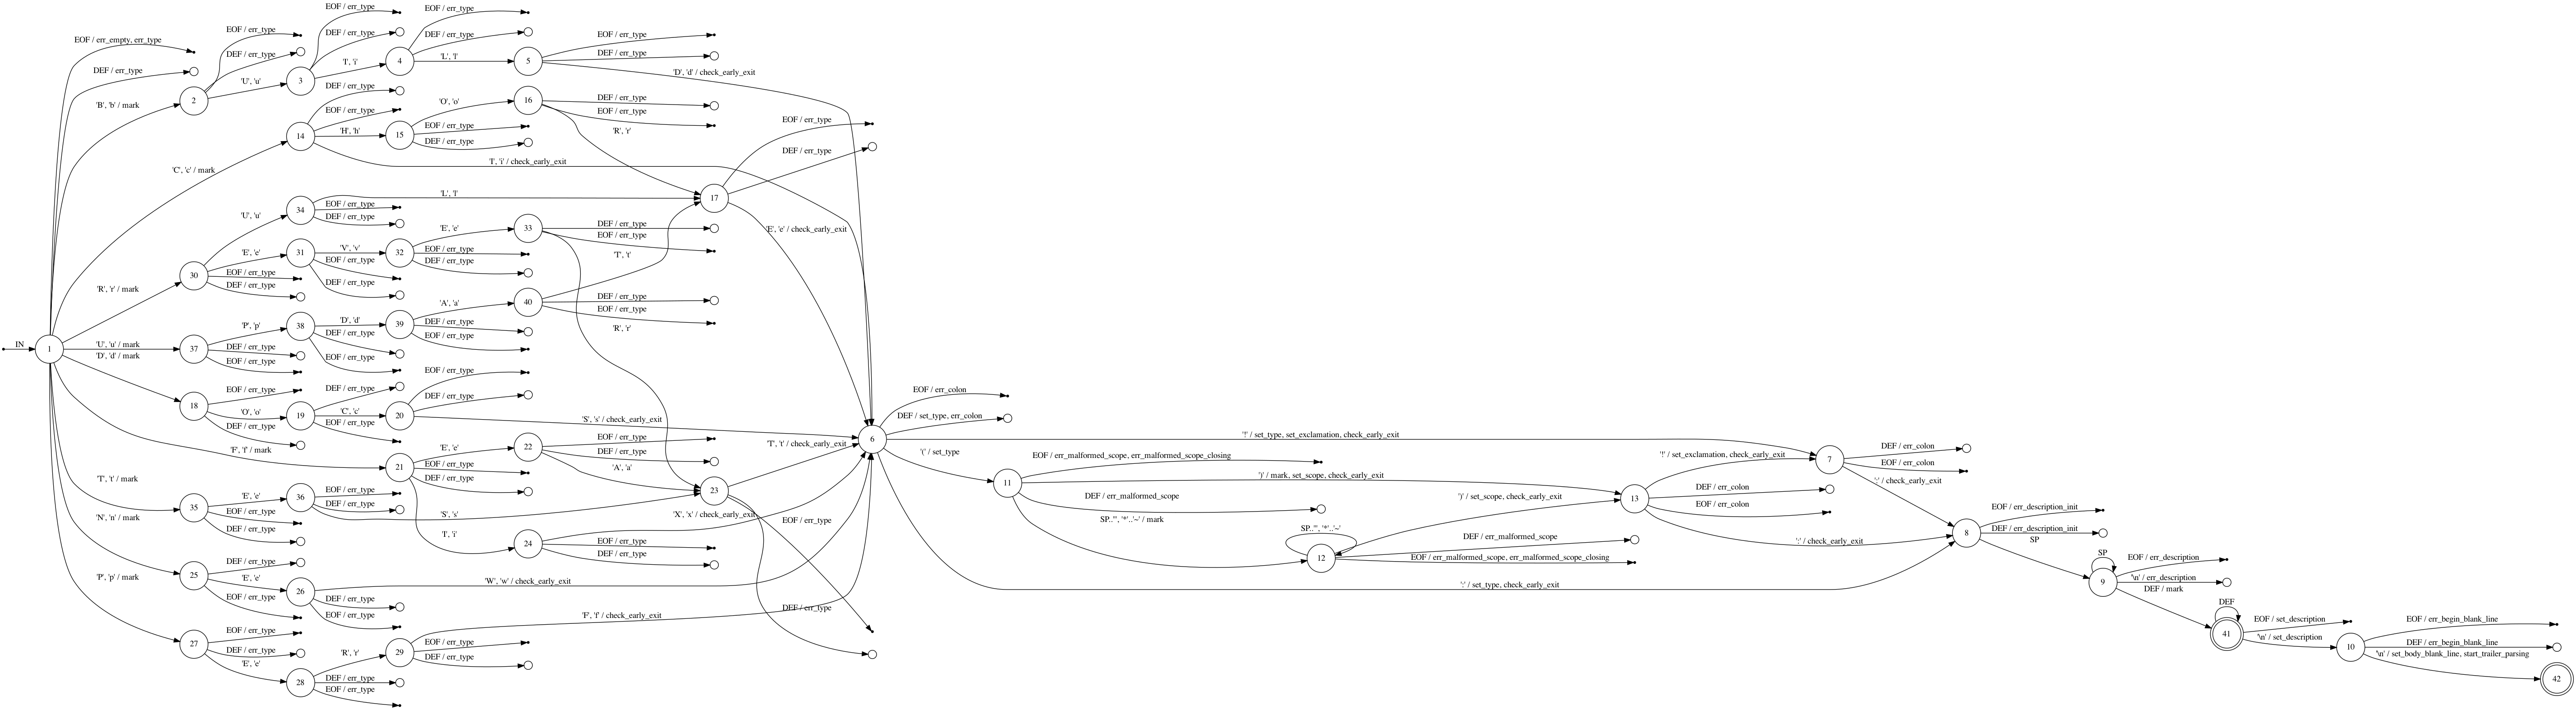 IN
1
EOF / err_empty, err_type
DEF / err_type
'B', 'b' / mark
'C', 'c' / mark
'R', 'r' / mark
'U', 'u' / mark
'D', 'd' / mark
'F', 'f' / mark
'T', 't' / mark
'N', 'n' / mark
'P', 'p' / mark
2
EOF / err_type
DEF / err_type
'U', 'u'
3
EOF / err_type
DEF / err_type
'I', 'i'
4
EOF / err_type
DEF / err_type
'L', 'l'
5
EOF / err_type
DEF / err_type
'D', 'd' / check_early_exit
14
DEF / err_type
EOF / err_type
'H', 'h'
'I', 'i' / check_early_exit
15
'O', 'o'
EOF / err_type
DEF / err_type
16
DEF / err_type
EOF / err_type
'R', 'r'
17
EOF / err_type
DEF / err_type
'E', 'e' / check_early_exit
30
'U', 'u'
'E', 'e'
EOF / err_type
DEF / err_type
34
'L', 'l'
EOF / err_type
DEF / err_type
31
'V', 'v'
EOF / err_type
DEF / err_type
32
'E', 'e'
EOF / err_type
DEF / err_type
33
DEF / err_type
EOF / err_type
'T', 't'
37
'P', 'p'
DEF / err_type
EOF / err_type
38
'D', 'd'
DEF / err_type
EOF / err_type
39
'A', 'a'
DEF / err_type
EOF / err_type
40
DEF / err_type
EOF / err_type
'R', 'r'
18
EOF / err_type
'O', 'o'
DEF / err_type
19
DEF / err_type
'C', 'c'
EOF / err_type
20
EOF / err_type
DEF / err_type
'S', 's' / check_early_exit
21
'E', 'e'
EOF / err_type
DEF / err_type
'I', 'i'
22
EOF / err_type
DEF / err_type
'A', 'a'
23
'T', 't' / check_early_exit
EOF / err_type
DEF / err_type
24
'X', 'x' / check_early_exit
EOF / err_type
DEF / err_type
35
'E', 'e'
EOF / err_type
DEF / err_type
36
EOF / err_type
DEF / err_type
'S', 's'
25
DEF / err_type
'E', 'e'
EOF / err_type
26
'W', 'w' / check_early_exit
DEF / err_type
EOF / err_type
27
EOF / err_type
DEF / err_type
'E', 'e'
28
'R', 'r'
DEF / err_type
EOF / err_type
29
'F', 'f' / check_early_exit
EOF / err_type
DEF / err_type
6
EOF / err_colon
DEF / set_type, err_colon
'!' / set_type, set_exclamation, check_early_exit
'(' / set_type
':' / set_type, check_early_exit
11
EOF / err_malformed_scope, err_malformed_scope_closing
')' / mark, set_scope, check_early_exit
DEF / err_malformed_scope
SP..''', '*'..'~' / mark
12
SP..''', '*'..'~'
')' / set_scope, check_early_exit
DEF / err_malformed_scope
EOF / err_malformed_scope, err_malformed_scope_closing
13
'!' / set_exclamation, check_early_exit
DEF / err_colon
EOF / err_colon
':' / check_early_exit
7
DEF / err_colon
EOF / err_colon
':' / check_early_exit
8
EOF / err_description_init
DEF / err_description_init
SP
9
SP
EOF / err_description
'\n' / err_description
DEF / mark
41
DEF
EOF / set_description
'\n' / set_description
10
EOF / err_begin_blank_line
DEF / err_begin_blank_line
'\n' / set_body_blank_line, start_trailer_parsing
42